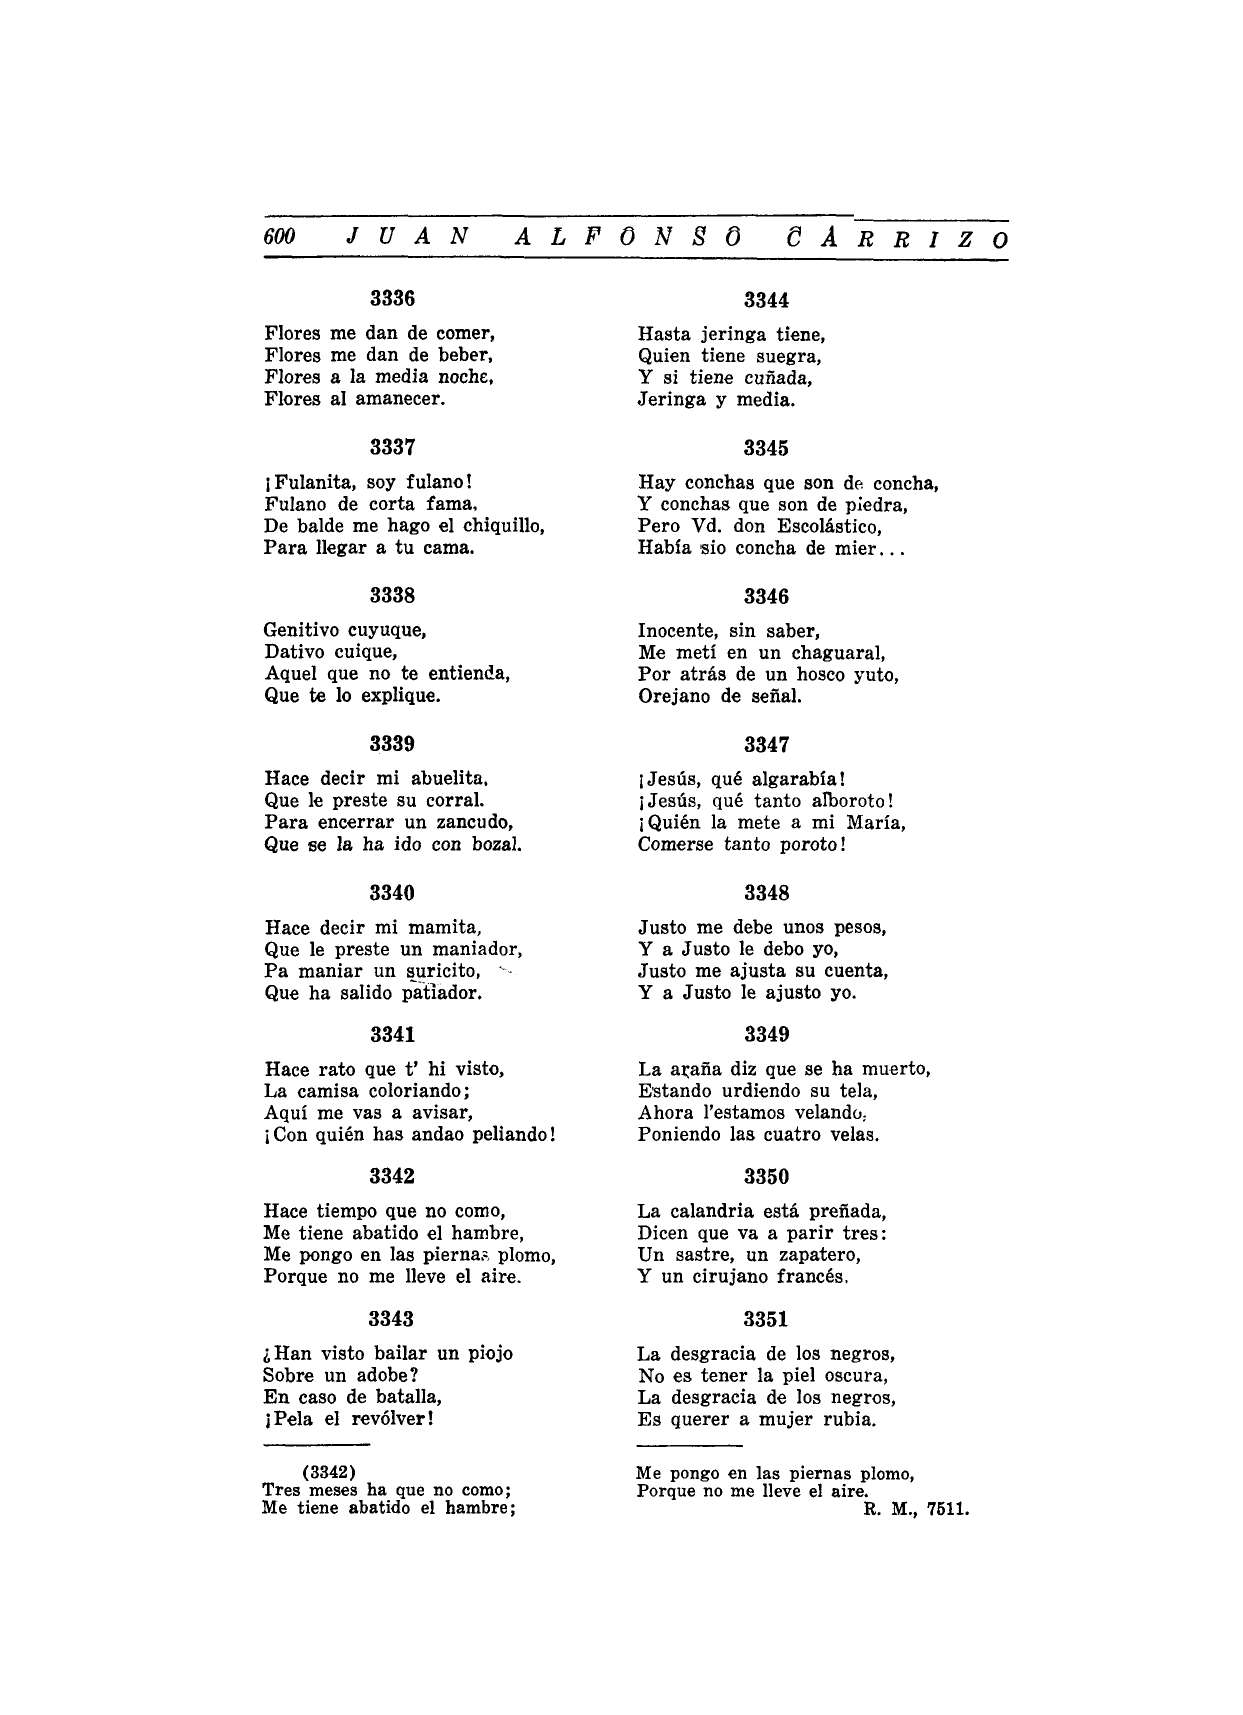 600 JUAN ALFONSO CARRIZO
3336
Flores me dan de comer,
Flores me dan de beber,
Flores a la media noche,
Flores al amanecer.
3337
¡Fulanita, soy fulano!
Fulano de corta fama,
De balde me hago el chiquillo,
Para llegar a tu cama.
3338
Genitivo cuyuque,
Dativo cuique,
Aquel que no te entienda,
Que te lo explique.
3339
Hace decir mi abuelita,
Que le preste su corral.
Para encerrar un zancudo,
Que se la ha ido con bozal.
3340
Hace decir mi mamita,
Que le preste un maniador,
Pa maniar un suricito,
Que ha salido patiador.
3341
Hace rato que t' hi visto,
La camisa coloriando;
Aquí me vas a avisar,
¡Con quién has andao peliando!
3342
Hace tiempo que no como,
Me tiene abatido el hambre,
Me pongo en las piernas plomo,
Porque no me lleve el aire.
3343
¿Han visto bailar un piojo
Sobre un adobe?
En caso de batalla,
¡Pela el revólver!
(3342)
Tres meses ha que no como;
Me tiene abatido el hambre;
3344
Hasta jeringa tiene,
Quien tiene suegra,
Y si tiene cuñada,
Jeringa y media.
3345
Hay conchas que son de concha,
Y conchas que son de piedra,
Pero Vd. don Escolástico,
Había sio concha de mier...
3346
Inocente, sin saber,
Me metí en un chaguaral,
Por atrás de un hosco yuto,
Orejano de señal.
3347
¡Jesús, qué algarabía!
¡Jesús, qué tanto alboroto!
¡Quién la mete a mi María,
Comerse tanto poroto!
3348
Justo me debe unos pesos,
Y a Justo le debo yo,
Justo me ajusta su cuenta,
Y a Justo le ajusto yo.
3349
La araña diz que se ha muerto,
Estando urdiendo su tela,
Ahora l'estamos velando,
Poniendo las cuatro velas.
3350
La calandria está preñada,
Dicen que va a parir tres:
Un sastre, un zapatero,
Y un cirujano francés.
3351
La desgracia de los negros,
No es tener la piel oscura,
La desgracia de los negros,
Es querer a mujer rubia.
Me pongo en las piernas plomo,
Porque no me lleve el aire.
R. M., 7511.